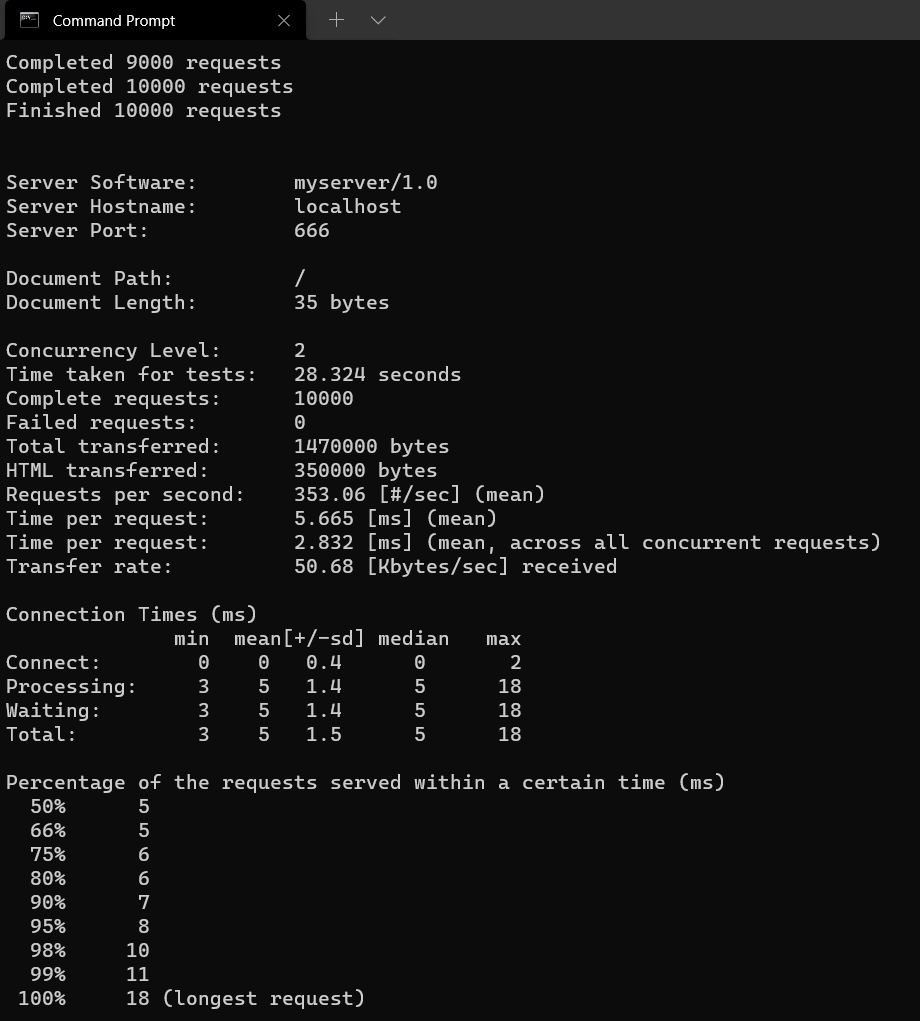 Command Prompt
Completed 9000 requests
Completed 10000 requests
Finished 10000 requests
Server Software:        myserver/1.0
Server Hostname:        localhost
Server Port:            666
Document Path:          /
Document Length:        35 bytes
Concurrency Level:      2
Time taken for tests:   28.324 seconds
Complete requests:      10000
Failed requests:        0
Total transferred:      1470000 bytes
HTML transferred:       350000 bytes
Requests per second:    353.06 [#/sec] (mean)
Time per request:       5.665 [ms] (mean)
Time per request:       2.832 [ms] (mean, across all concurrent requests)
Transfer rate:          50.68 [Kbytes/sec] received
Connection Times (ms)
              min  mean[+/-sd] median   max
Connect:        0    0   0.4      0       2
Processing:     3    5   1.4      5      18
Waiting:        3    5   1.4      5      18
Total:          3    5   1.5      5      18
Percentage of the requests served within a certain time (ms)
  50%      5
  66%      5
  75%      6
  80%      6
  90%      7
  95%      8
  98%     10
  99%     11
 100%     18 (longest request)